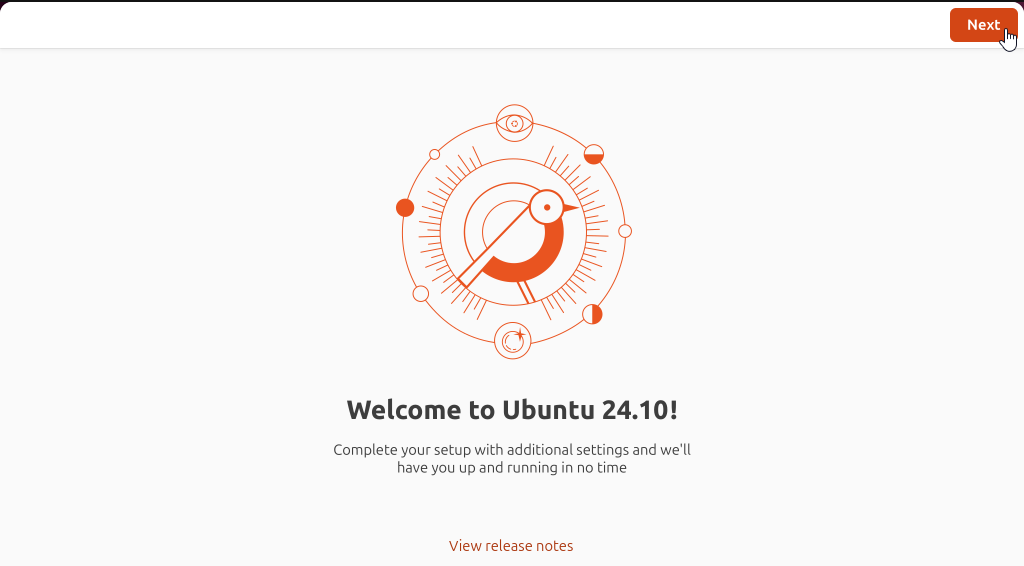 Next
Welcome to Ubuntu 24.10!
Complete your setup with additional settings and we'll
have you up and running in no time
View release notes